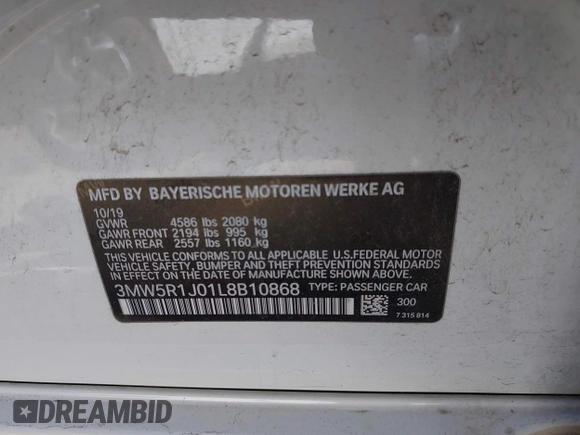 MFD BY BAYERISCHE MOTOREN WERKE AG
10/19
GVWR 4586 lbs 2080 kg
GAWR FRONT 2194 lbs 995 kg
GAWR REAR 2557 lbs 1160 kg
THIS VEHICLE CONFORMS TO ALL APPLICABLE U.S.FEDERAL MOTOR
VEHICLE SAFETY, BUMPER, AND THEFT PREVENTION STANDARDS
IN EFFECT ON THE DATE OF MANUFACTURE SHOWN ABOVE.
3MW5R1J01L8B10868 TYPE: PASSENGER CAR
300
7 315 814
DREAMBID